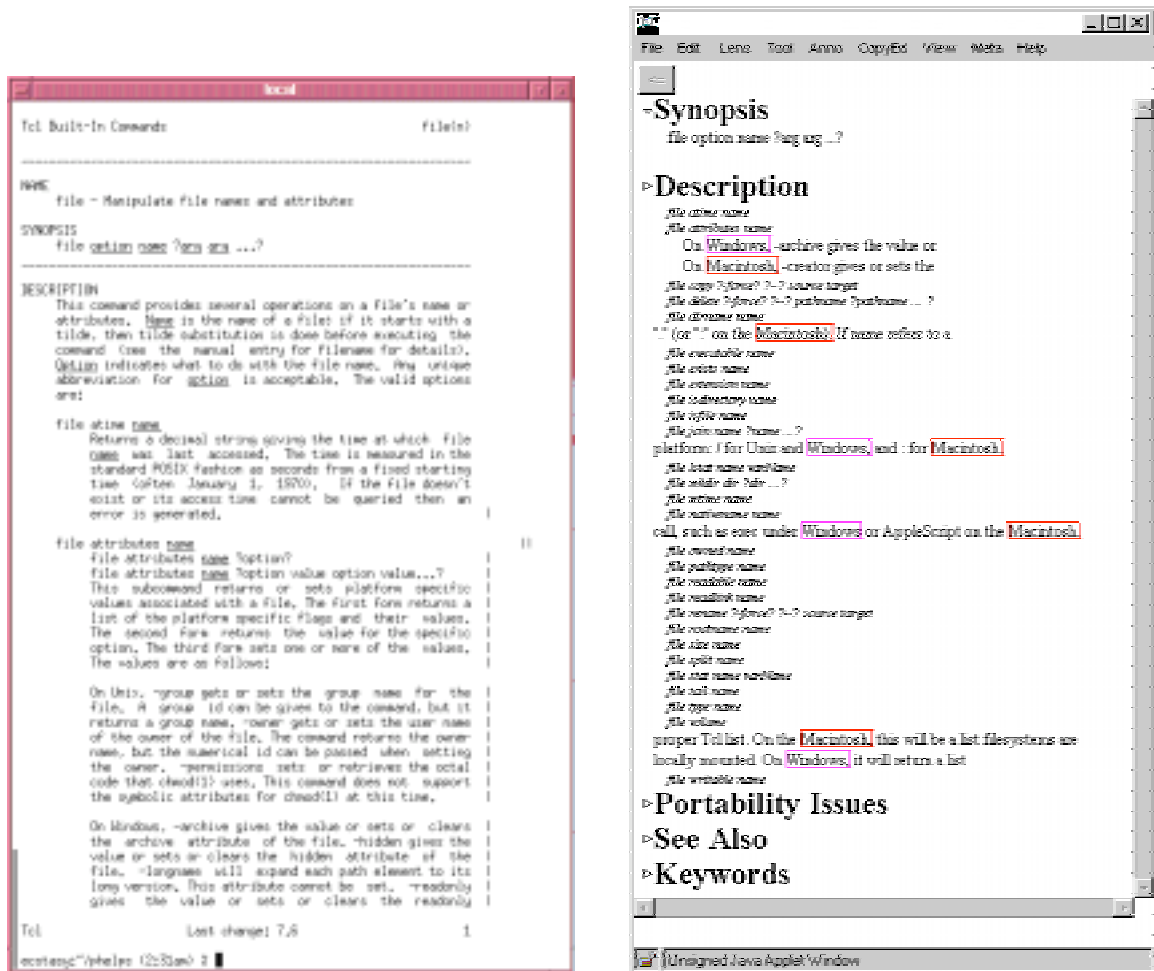 local
Tcl Built-In Commands file(n)
NAME
file - Manipulate file names and attributes
SYNOPSIS
file option name ?arg arg ...?
DESCRIPTION
This command provides several operations on a file's name or
attributes. Name is the name of a file; if it starts with a
tilde, then tilde substitution is done before executing the
command (see the manual entry for filename for details).
Option indicates what to do with the file name. Any unique
abbreviation for option is acceptable. The valid options
are:
file atime name
Returns a decimal string giving the time at which file
name was last accessed. The time is measured in the
standard POSIX fashion as seconds from a fixed starting
time (often January 1, 1970). If the file doesn't
exist or its access time cannot be queried then an
error is generated.
file attributes name
file attributes name ?option?
file attributes name ?option value option value...?
This subcommand returns or sets platform specific
values associated with a file. The first form returns a
list of the platform specific flags and their values.
The second form returns the value for the specific
option. The third form sets one or more of the values.
The values are as follows:
On Unix, -group gets or sets the group name for the
file. A group id can be given to the command, but it
returns a group name. -owner gets or sets the user name
of the owner of the file. The command returns the owner
name, but the numerical id can be passed when setting
the owner. -permissions sets or retrieves the octal
code that chmod(1) uses. This command does not support
the symbolic attributes for chmod(1) at this time.
On Windows, -archive gives the value or sets or clears
the archive attribute of the file. -hidden gives the
value or sets or clears the hidden attribute of the
file. -longname will expand each path element to its
long version. This attribute cannot be set. -readonly
gives the value or sets or clears the readonly
Tcl Last change: 7.6 1
ecstasy:~/phelps (2:31am) 2
File Edit Lens Tool Anno CopyEd View Meta Help
<=
Synopsis
file option name ?arg arg ...?
Description
file atime name
file attributes name
On Windows, -archive gives the value or
On Macintosh, -creator gives or sets the
file copy ?-force? ?--? source target
file delete ?-force? ?--? pathname ?pathname ... ?
file dirname name
"." (or ":" on the Macintosh). If name refers to a
file executable name
file exists name
file extension name
file isdirectory name
file isfile name
file join name ?name ...?
platform: / for Unix and Windows, and : for Macintosh.
file lstat name varName
file mkdir dir ?dir ...?
file mtime name
file nativename name
call, such as exec under Windows or AppleScript on the Macintosh.
file owned name
file pathtype name
file readable name
file readlink name
file rename ?-force? ?--? source target
file rootname name
file size name
file split name
file stat name varName
file tail name
file type name
file volume
proper Tcl list. On the Macintosh, this will be a list filesystems are
locally mounted. On Windows, it will return a list
file writable name
Portability Issues
See Also
Keywords
Unsigned Java Applet Window